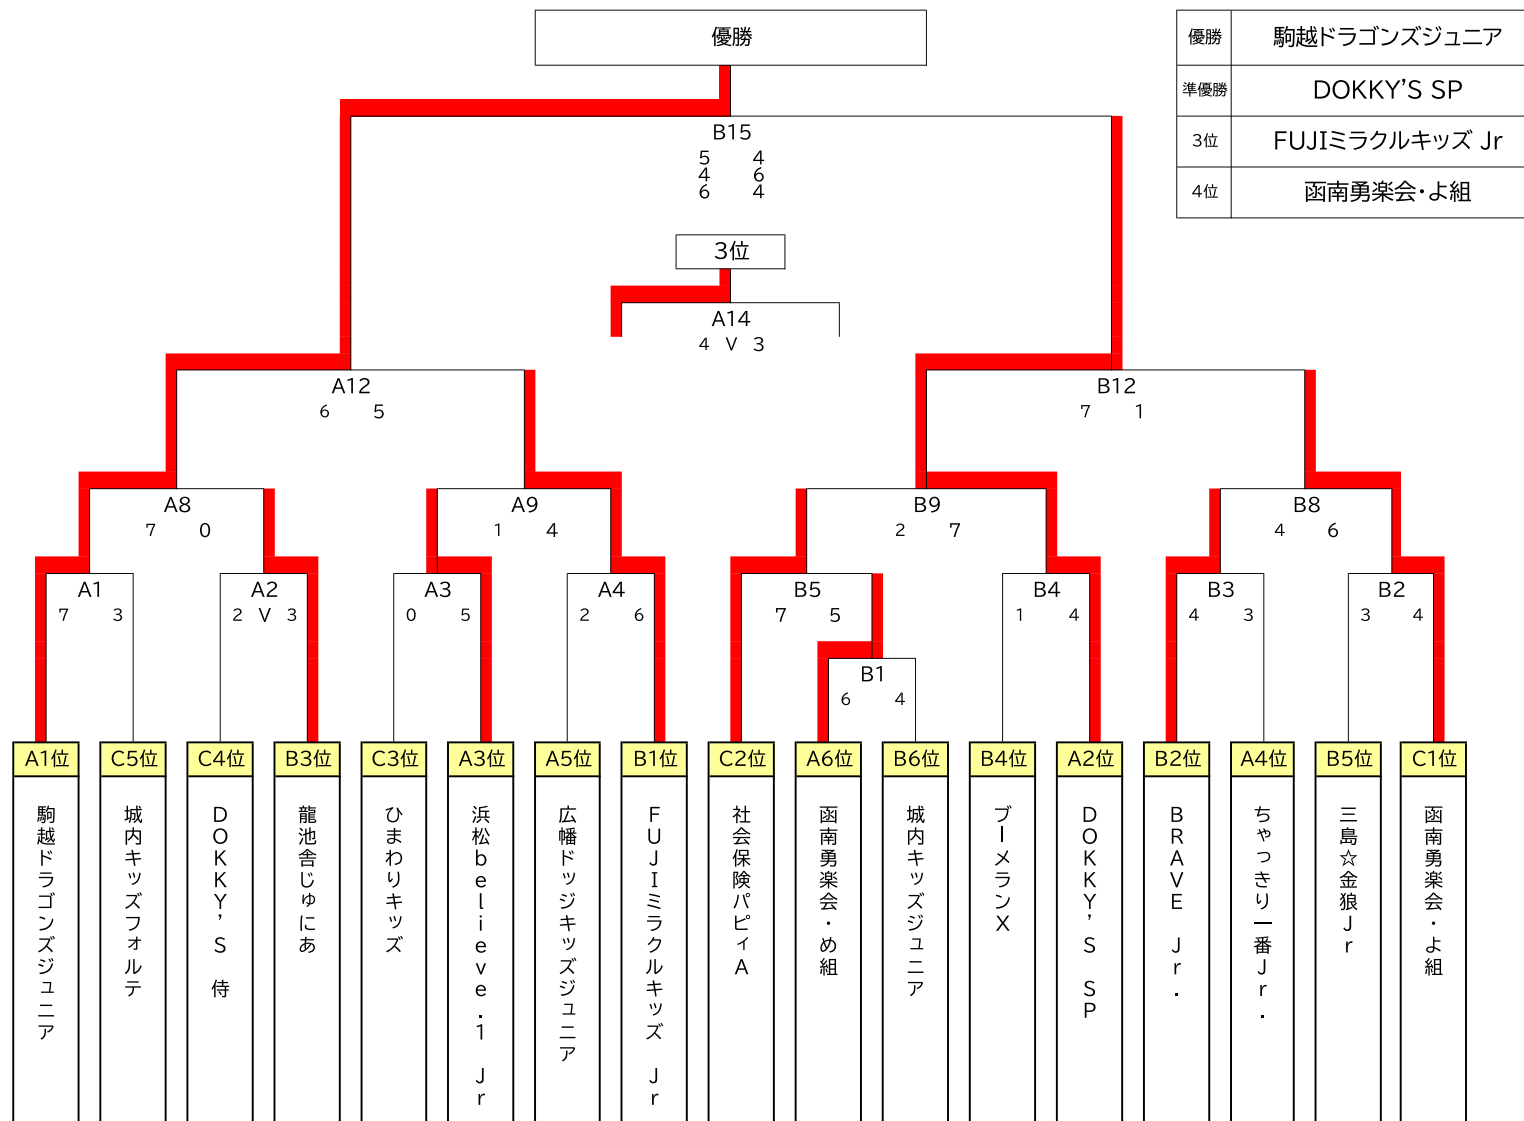 優勝
優勝 駒越ドラゴンズジュニア
準優勝 DOKKY'S SP
3位 FUJIミラクルキッズ Jr
4位 函南勇楽会・よ組
B15
5 4
4 6
6 4
3位
A14
4 V 3
A12
6 5
B12
7 1
A8
7 0
A9
1 4
B9
2 7
B8
4 6
A1
7 3
A2
2 V 3
A3
0 5
A4
2 6
B5
7 5
B4
1 4
B3
4 3
B2
3 4
B1
6 4
A1位 C5位 C4位 B3位 C3位 A3位 A5位 B1位 C2位 A6位 B6位 B4位 A2位 B2位 A4位 B5位 C1位
駒越ドラゴンズジュニア
城内キッズフォルテ
DOKKY'S 侍
龍池舎じゅにあ
ひまわりキッズ
浜松believe.1 Jr
広幡ドッジキッズジュニア
FUJIミラクルキッズ Jr
社会保険パピィA
函南勇楽会・め組
城内キッズジュニア
ブーメランX
DOKKY'S SP
BRAVE Jr.
ちゃっきり一番Jr.
三島☆金狼Jr
函南勇楽会・よ組